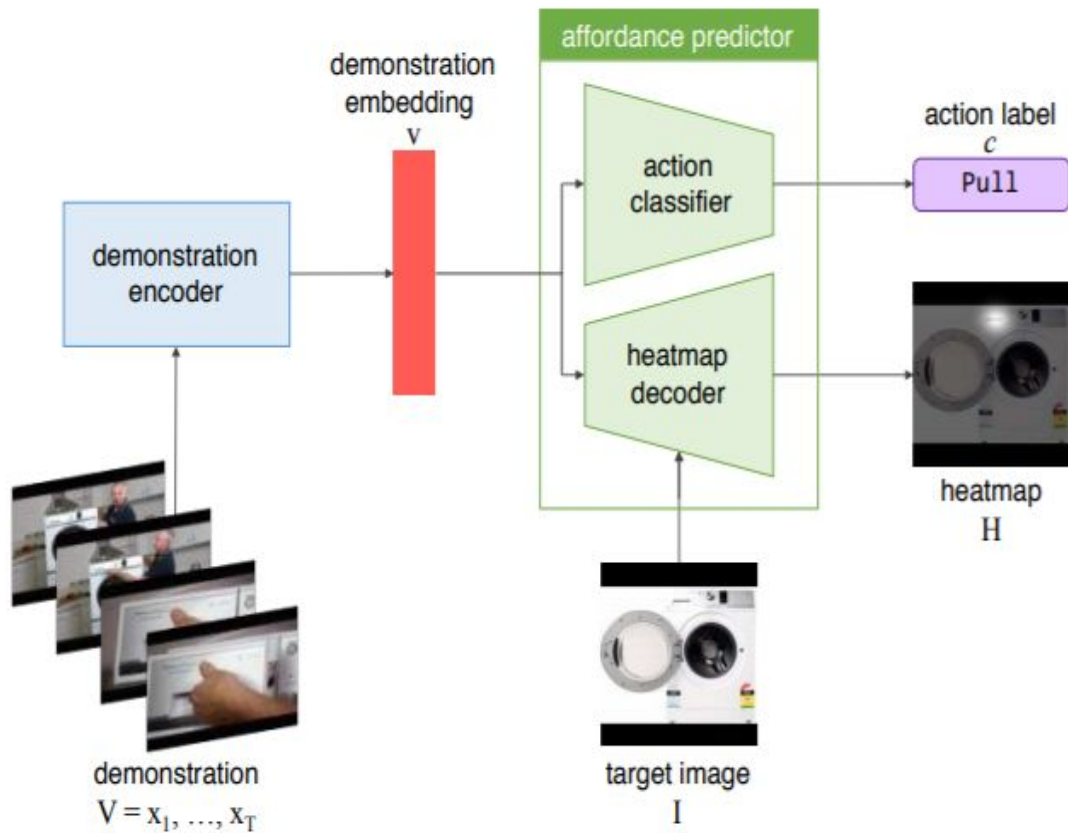 affordance predictor
demonstration
embedding
v
action
classifier
action label
c
Pull
demonstration
encoder
heatmap
decoder
heatmap
H
demonstration
V = x1, …, xT
target image
I